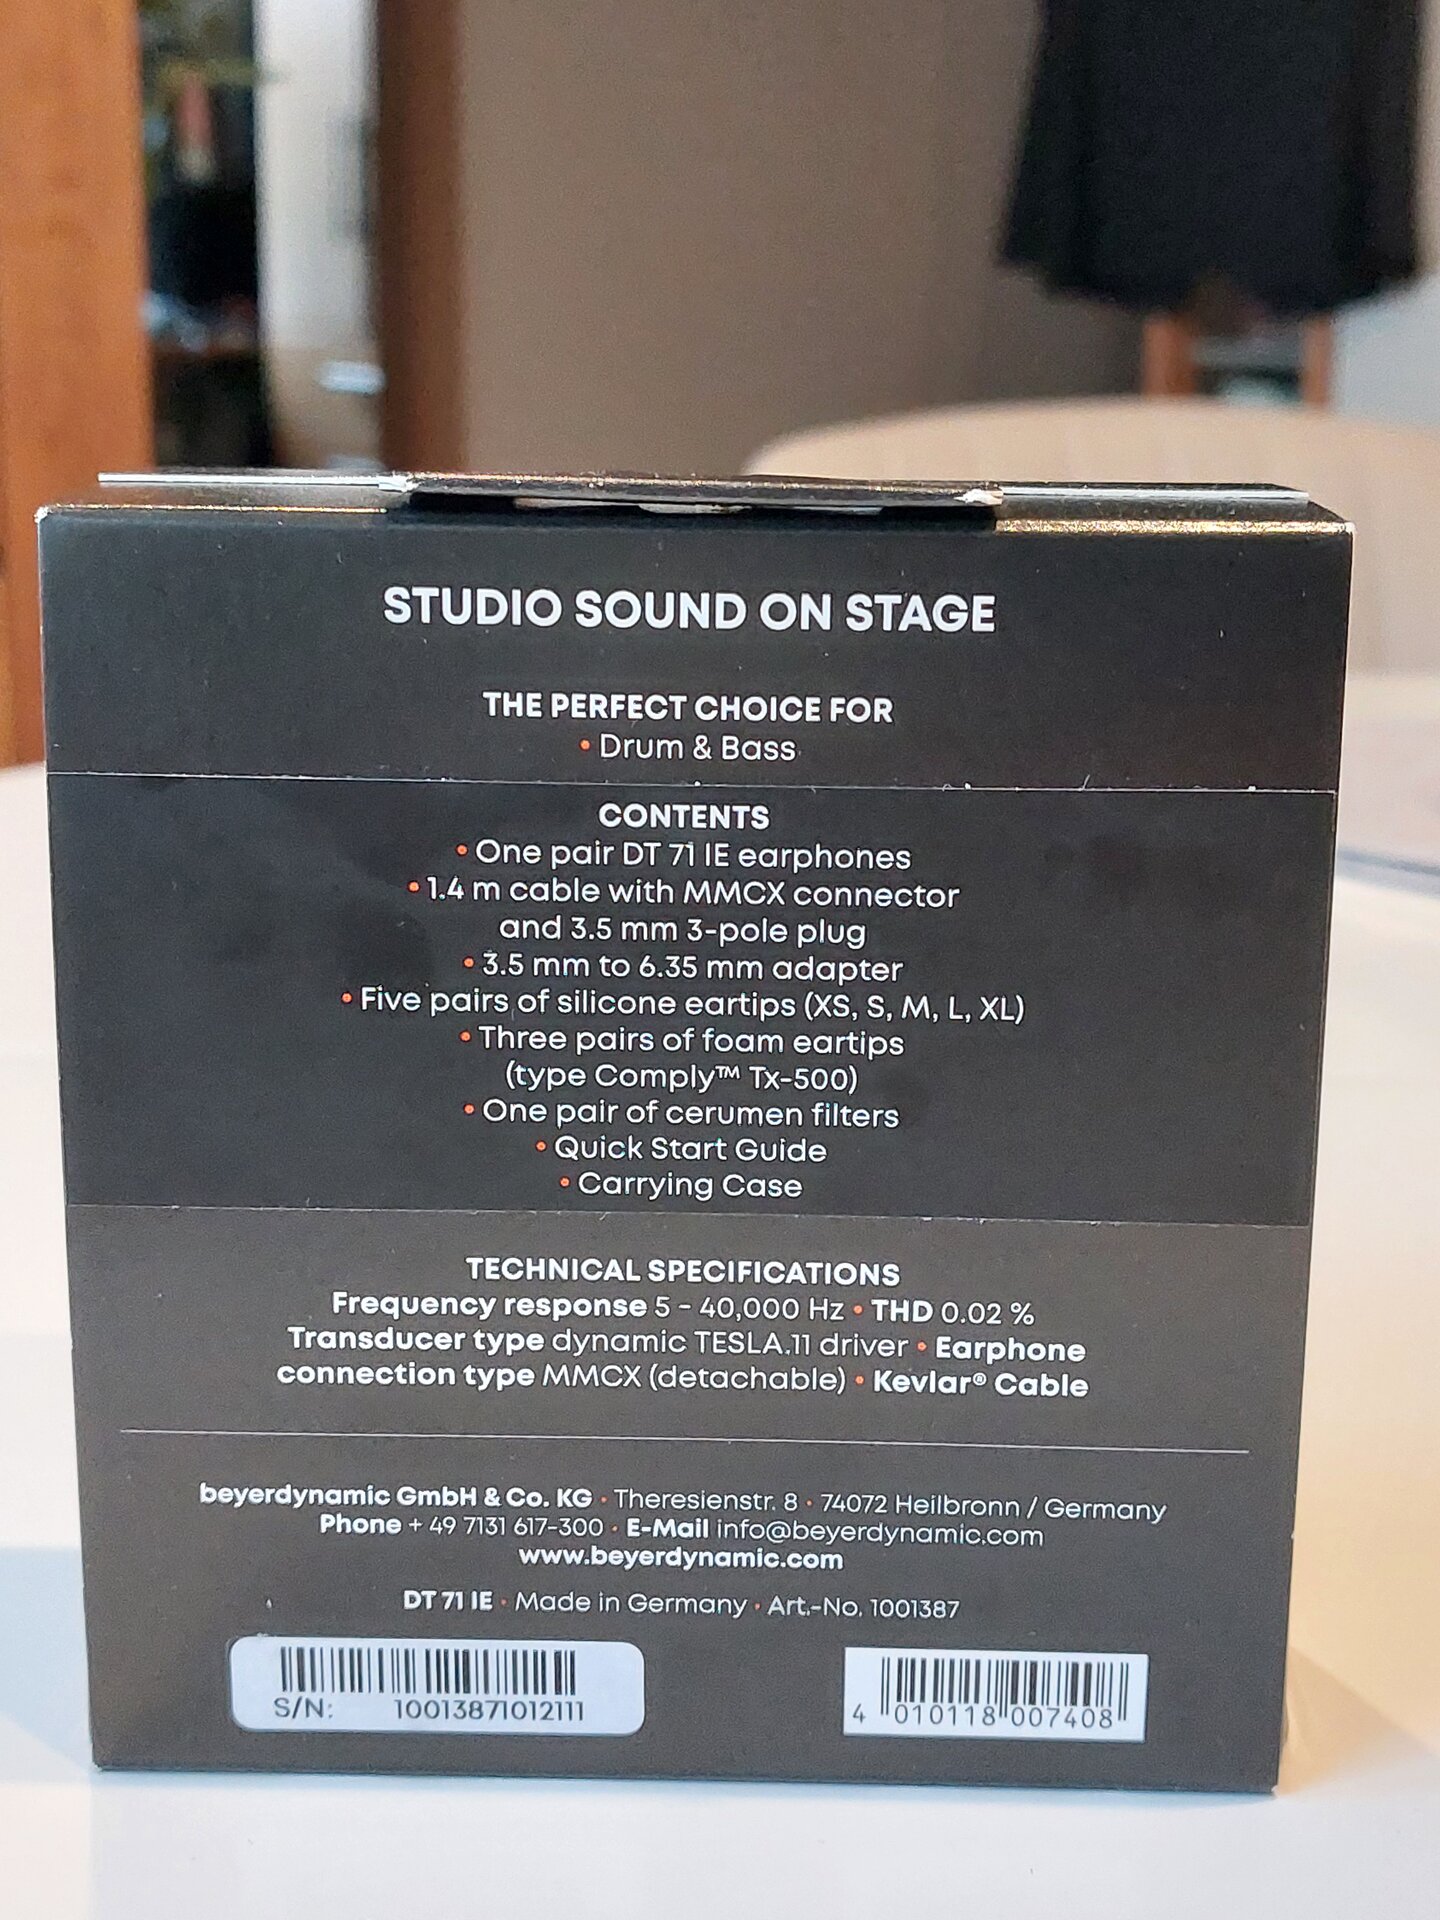 STUDIO SOUND ON STAGE
THE PERFECT CHOICE FOR
• Drum & Bass
CONTENTS
• One pair DT 71 IE earphones
• 1.4 m cable with MMCX connector
and 3.5 mm 3-pole plug
• 3.5 mm to 6.35 mm adapter
• Five pairs of silicone eartips (XS, S, M, L, XL)
• Three pairs of foam eartips
(type Comply™ Tx-500)
• One pair of cerumen filters
• Quick Start Guide
• Carrying Case
TECHNICAL SPECIFICATIONS
Frequency response 5 - 40,000 Hz • THD 0.02 %
Transducer type dynamic TESLA.11 driver • Earphone
connection type MMCX (detachable) • Kevlar® Cable
beyerdynamic GmbH & Co. KG • Theresienstr. 8 • 74072 Heilbronn / Germany
Phone + 49 7131 617-300 • E-Mail info@beyerdynamic.com
www.beyerdynamic.com
DT 71 IE • Made in Germany • Art.-No. 1001387
S/N: 10013871012111
4 010118 007408